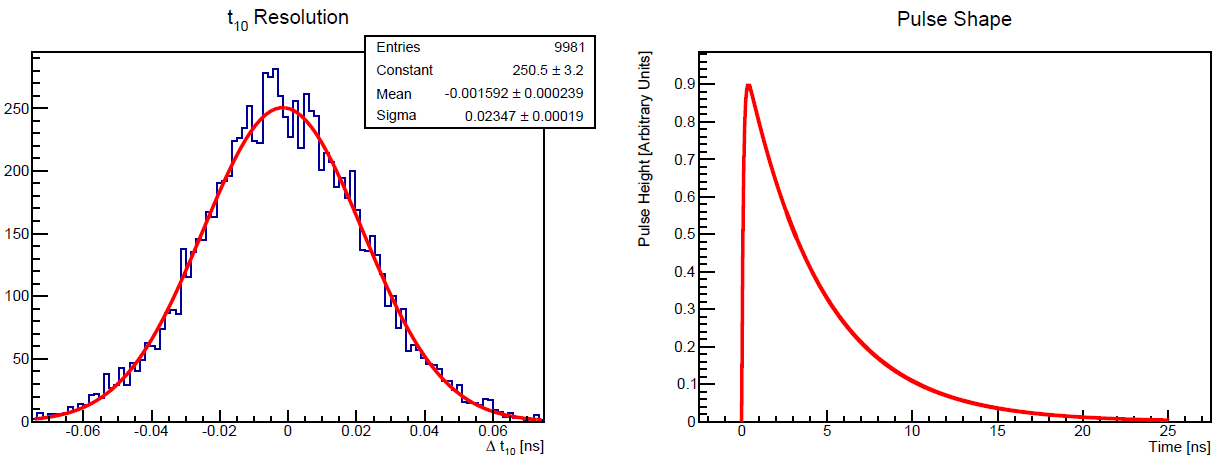 t10 Resolution
Entries 9981
Constant 250.5 ± 3.2
Mean -0.001592 ± 0.000239
Sigma 0.02347 ± 0.00019
250
200
150
100
50
0
-0.06 -0.04 -0.02 0 0.02 0.04 0.06
Δ t10 [ns]
Pulse Shape
Pulse Height [Arbitrary Units]
0.9
0.8
0.7
0.6
0.5
0.4
0.3
0.2
0.1
0
0 5 10 15 20 25
Time [ns]